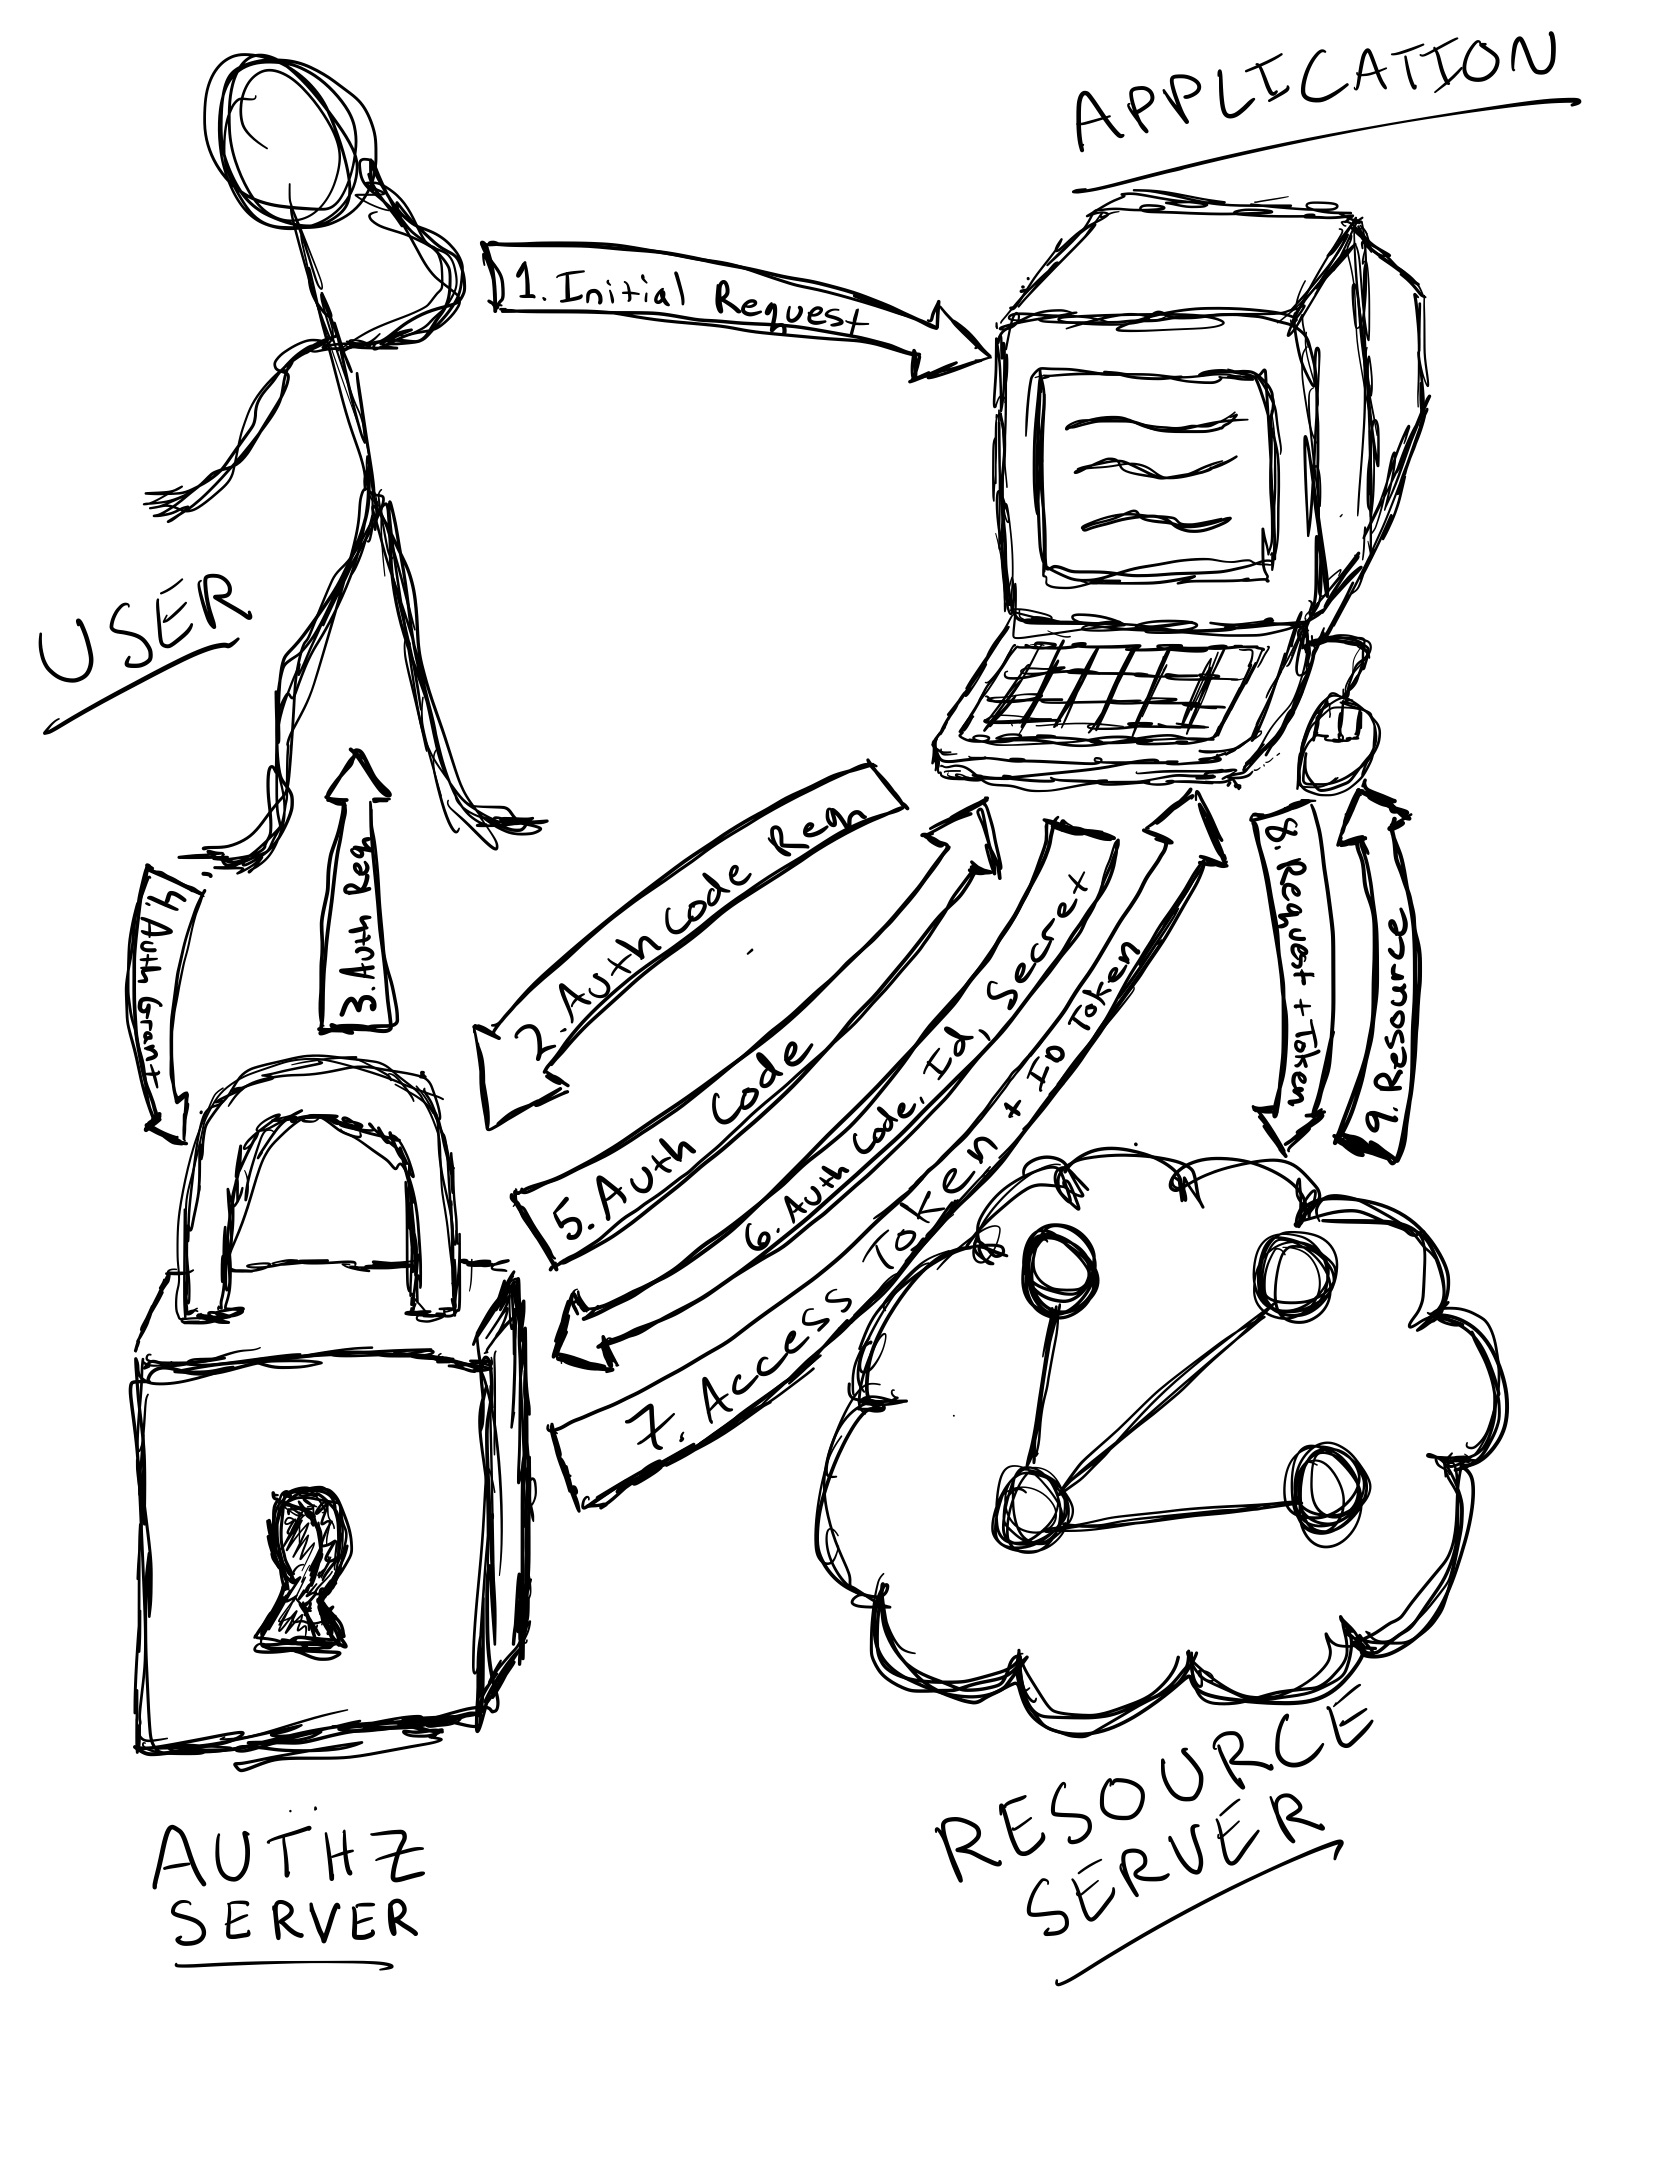 APPLICATION
1. Initial Request
USER
2. Auth Code Reqn
3. Auth Req
4. Auth Grant
5. Auth Code
6. Auth Code, Id, Secret
7. Access Token + ID Token
8. Request + Token
9. Resource
AUTHZ
SERVER
RESOURCE
SERVER